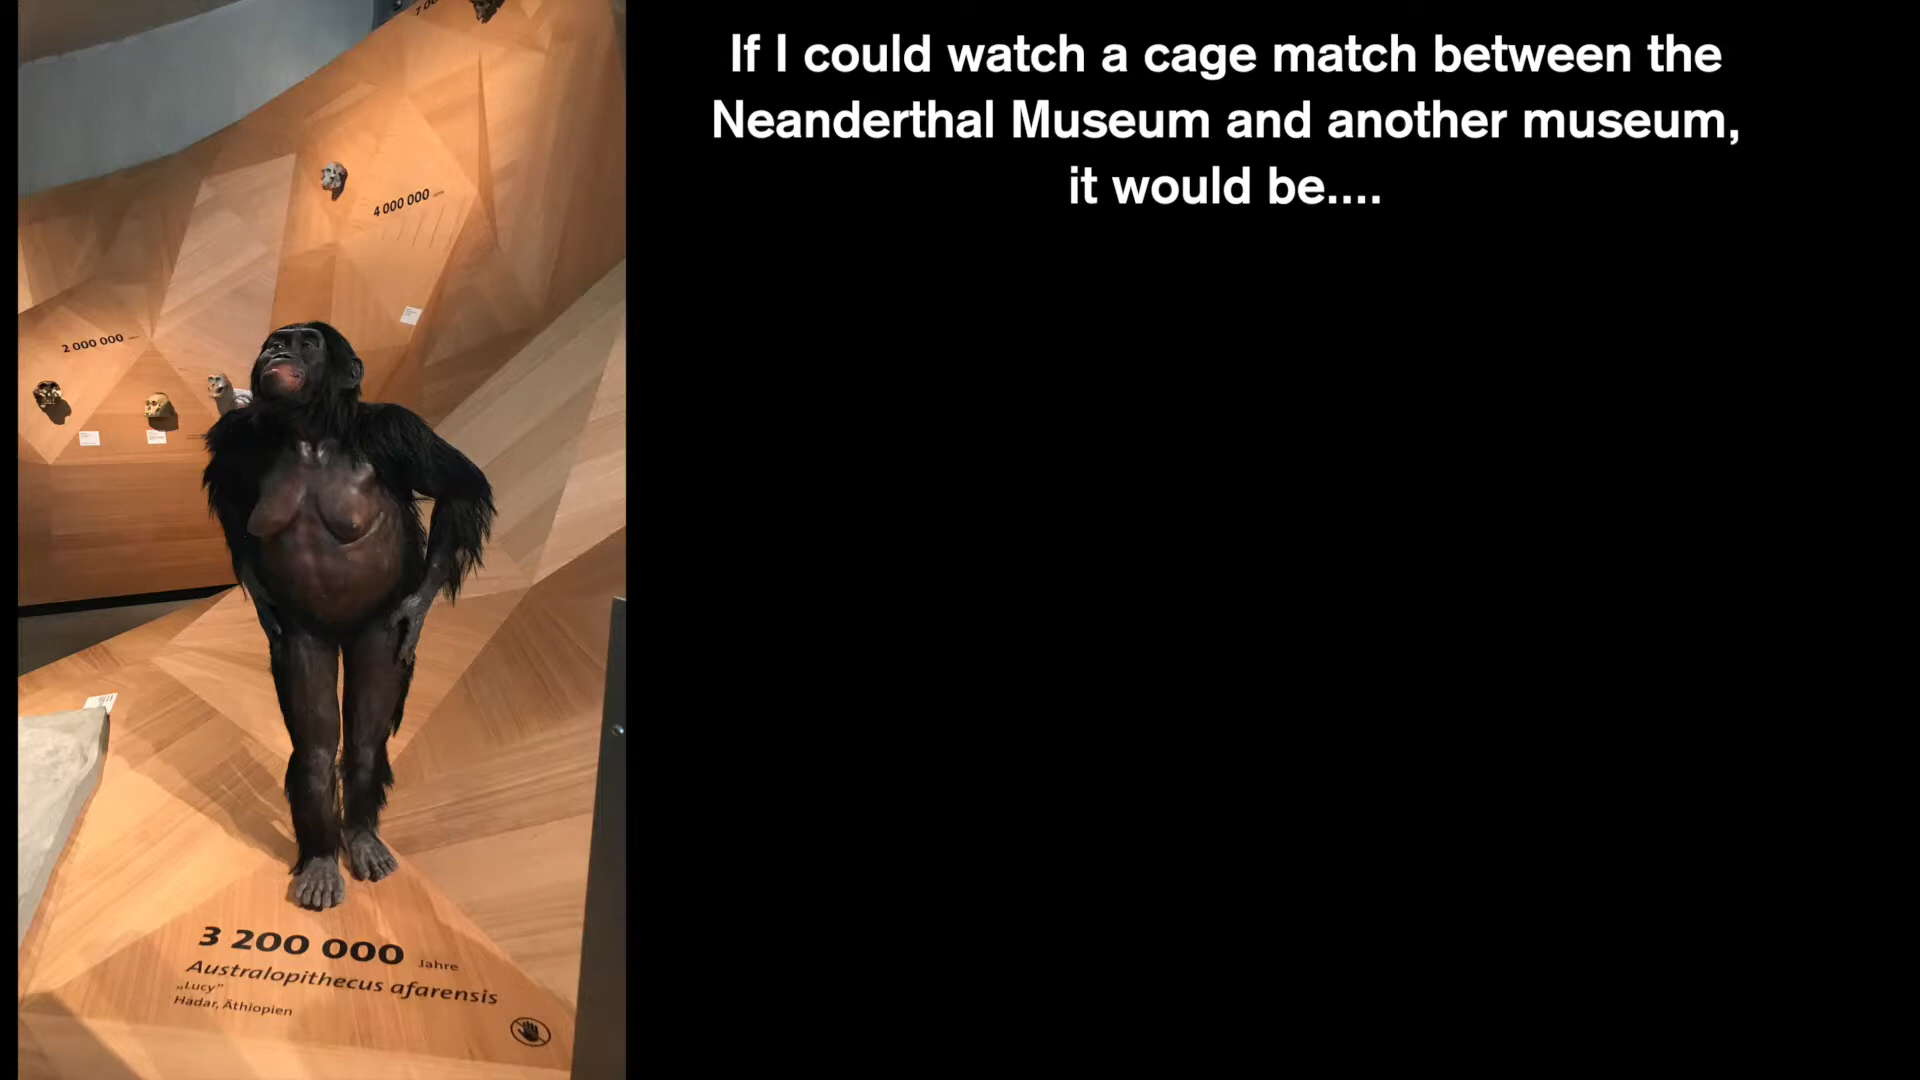 If I could watch a cage match between the
Neanderthal Museum and another museum,
it would be....
4 000 000
2 000 000
3 200 000 Jahre
Australopithecus afarensis
„Lucy”
Hadar, Äthiopien